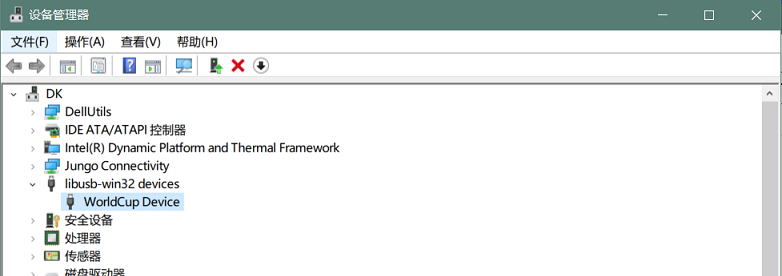 设备管理器
文件(F) 操作(A) 查看(V) 帮助(H)
DK
DellUtils
IDE ATA/ATAPI 控制器
Intel(R) Dynamic Platform and Thermal Framework
Jungo Connectivity
libusb-win32 devices
WorldCup Device
安全设备
处理器
传感器
磁盘驱动器